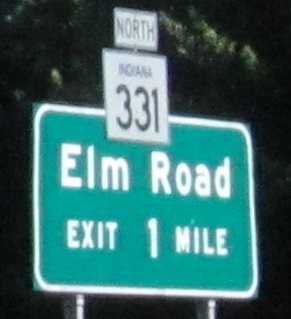 NORTH
INDIANA
331
Elm Road
EXIT 1 MILE